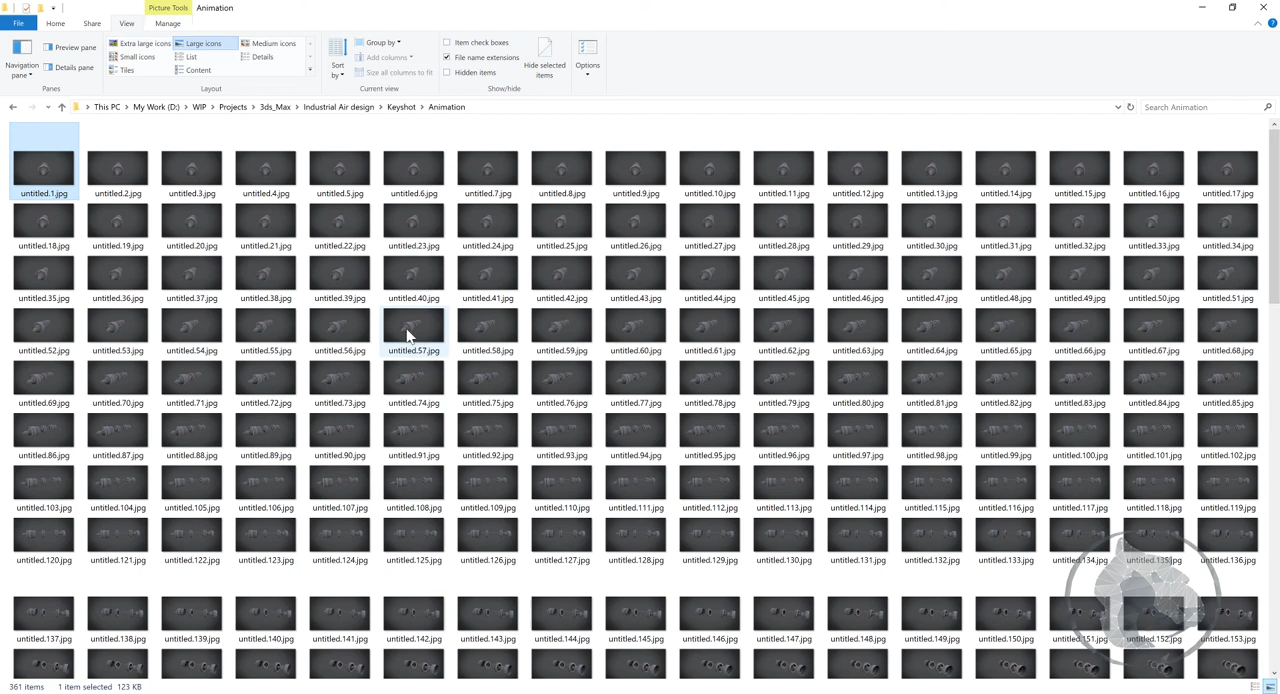 Picture Tools Animation
File Home Share View Manage
Navigation pane
Preview pane
Details pane
Panes
Extra large icons Large icons Medium icons
Small icons List Details
Tiles Content
Layout
Sort by
Group by
Add columns
Size all columns to fit
Current view
Item check boxes
File name extensions
Hidden items
Hide selected items
Show/hide
Options
This PC My Work (D:) WIP Projects 3ds_Max Industrial Air design Keyshot Animation Search Animation
untitled.1.jpg untitled.2.jpg untitled.3.jpg untitled.4.jpg untitled.5.jpg untitled.6.jpg untitled.7.jpg untitled.8.jpg untitled.9.jpg untitled.10.jpg untitled.11.jpg untitled.12.jpg untitled.13.jpg untitled.14.jpg untitled.15.jpg untitled.16.jpg untitled.17.jpg
untitled.18.jpg untitled.19.jpg untitled.20.jpg untitled.21.jpg untitled.22.jpg untitled.23.jpg untitled.24.jpg untitled.25.jpg untitled.26.jpg untitled.27.jpg untitled.28.jpg untitled.29.jpg untitled.30.jpg untitled.31.jpg untitled.32.jpg untitled.33.jpg untitled.34.jpg
untitled.35.jpg untitled.36.jpg untitled.37.jpg untitled.38.jpg untitled.39.jpg untitled.40.jpg untitled.41.jpg untitled.42.jpg untitled.43.jpg untitled.44.jpg untitled.45.jpg untitled.46.jpg untitled.47.jpg untitled.48.jpg untitled.49.jpg untitled.50.jpg untitled.51.jpg
untitled.52.jpg untitled.53.jpg untitled.54.jpg untitled.55.jpg untitled.56.jpg untitled.57.jpg untitled.58.jpg untitled.59.jpg untitled.60.jpg untitled.61.jpg untitled.62.jpg untitled.63.jpg untitled.64.jpg untitled.65.jpg untitled.66.jpg untitled.67.jpg untitled.68.jpg
untitled.69.jpg untitled.70.jpg untitled.71.jpg untitled.72.jpg untitled.73.jpg untitled.74.jpg untitled.75.jpg untitled.76.jpg untitled.77.jpg untitled.78.jpg untitled.79.jpg untitled.80.jpg untitled.81.jpg untitled.82.jpg untitled.83.jpg untitled.84.jpg untitled.85.jpg
untitled.86.jpg untitled.87.jpg untitled.88.jpg untitled.89.jpg untitled.90.jpg untitled.91.jpg untitled.92.jpg untitled.93.jpg untitled.94.jpg untitled.95.jpg untitled.96.jpg untitled.97.jpg untitled.98.jpg untitled.99.jpg untitled.100.jpg untitled.101.jpg untitled.102.jpg
untitled.103.jpg untitled.104.jpg untitled.105.jpg untitled.106.jpg untitled.107.jpg untitled.108.jpg untitled.109.jpg untitled.110.jpg untitled.111.jpg untitled.112.jpg untitled.113.jpg untitled.114.jpg untitled.115.jpg untitled.116.jpg untitled.117.jpg untitled.118.jpg untitled.119.jpg
untitled.120.jpg untitled.121.jpg untitled.122.jpg untitled.123.jpg untitled.124.jpg untitled.125.jpg untitled.126.jpg untitled.127.jpg untitled.128.jpg untitled.129.jpg untitled.130.jpg untitled.131.jpg untitled.132.jpg untitled.133.jpg untitled.134.jpg untitled.135.jpg untitled.136.jpg
untitled.137.jpg untitled.138.jpg untitled.139.jpg untitled.140.jpg untitled.141.jpg untitled.142.jpg untitled.143.jpg untitled.144.jpg untitled.145.jpg untitled.146.jpg untitled.147.jpg untitled.148.jpg untitled.149.jpg untitled.150.jpg untitled.151.jpg untitled.152.jpg untitled.153.jpg
361 items 1 item selected 123 KB